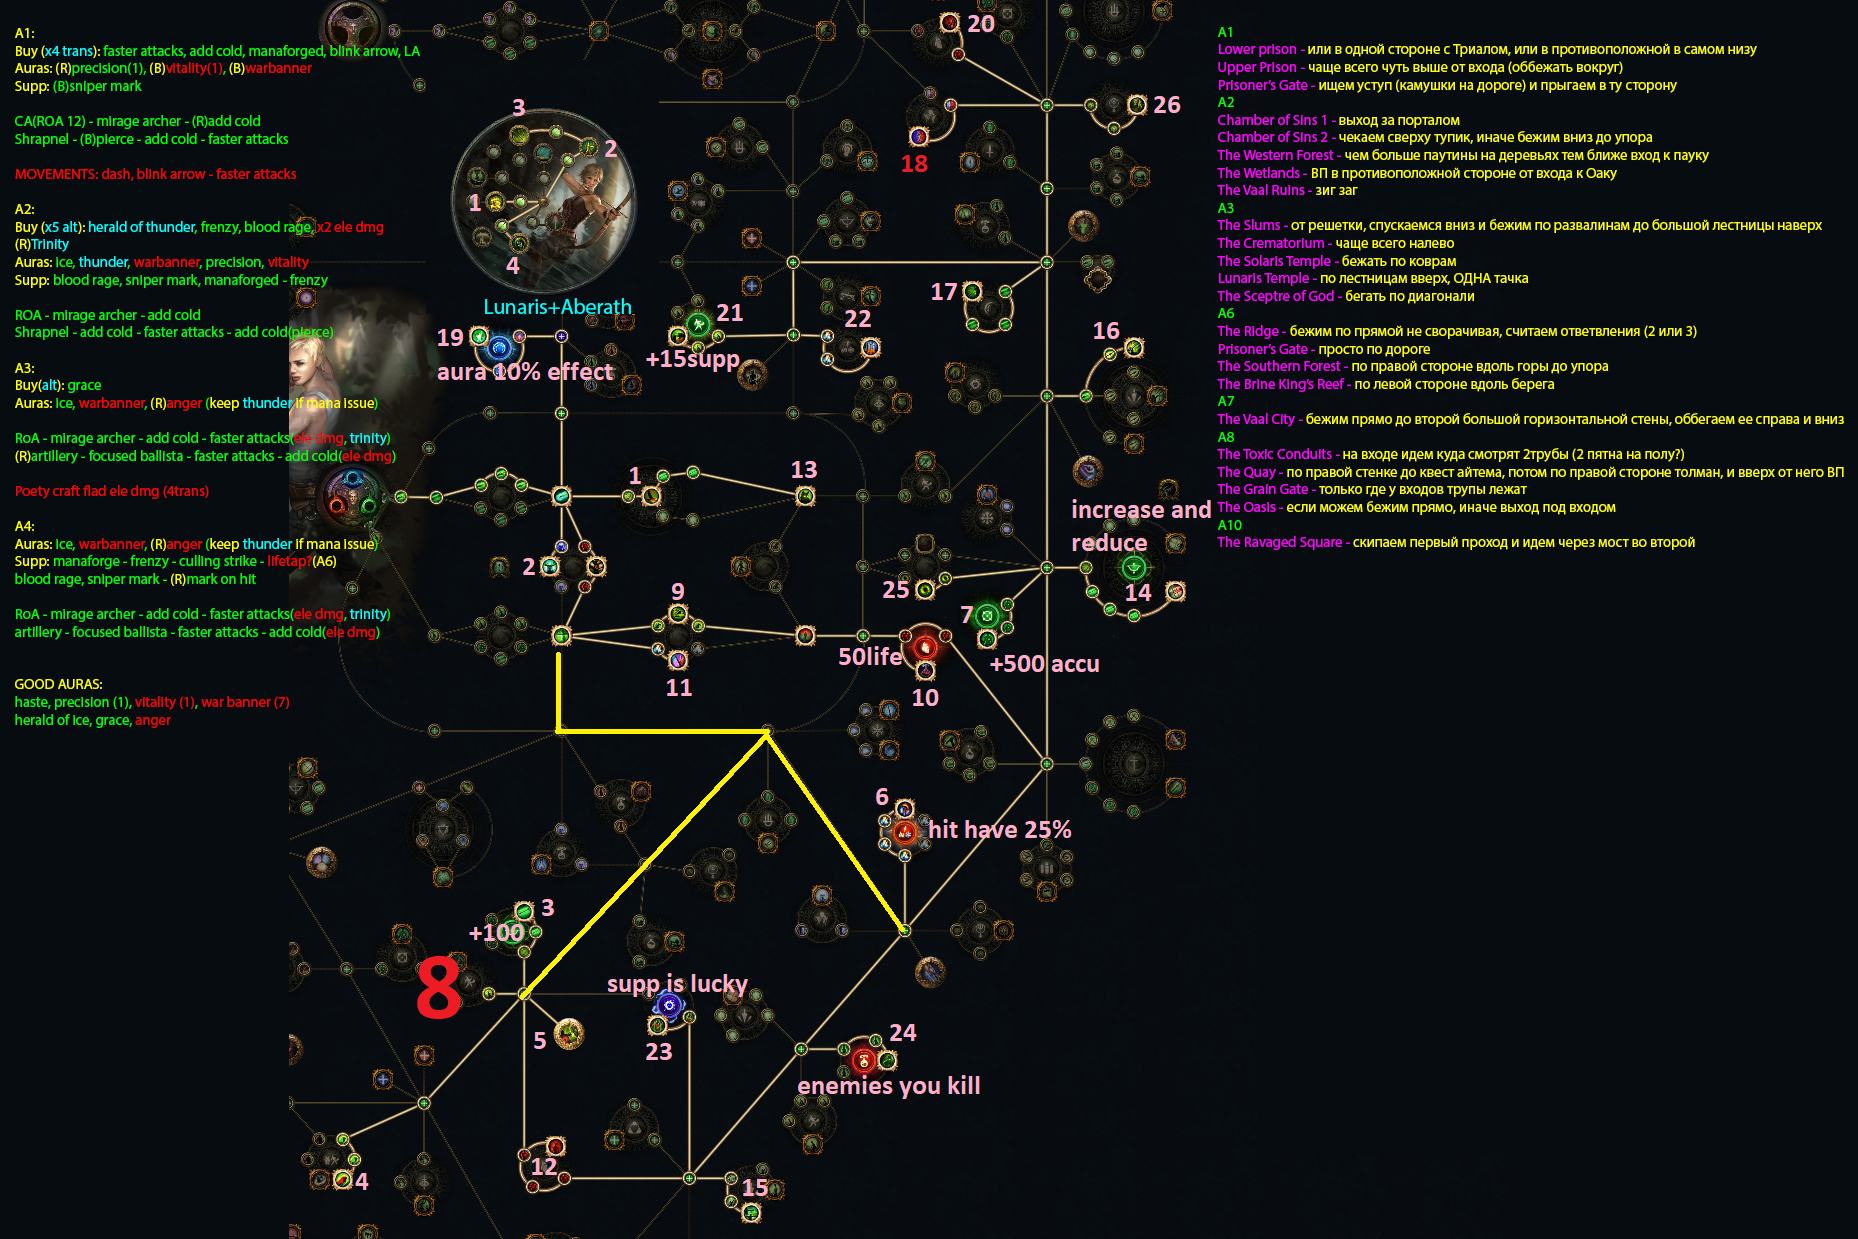 A1:
Buy (x4 trans): faster attacks, add cold, manaforged, blink arrow, LA
Auras: (R)precision(1), (B)vitality(1), (B)warbanner
Supp: (B)sniper mark
CA(ROA 12) - mirage archer - (R)add cold
Shrapnel - (B)pierce - add cold - faster attacks
MOVEMENTS: dash, blink arrow - faster attacks
A2:
Buy (x5 alt): herald of thunder, frenzy, blood rage, x2 ele dmg
(R)Trinity
Auras: ice, thunder, warbanner, precision, vitality
Supp: blood rage, sniper mark, manaforged - frenzy
ROA - mirage archer - add cold
Shrapnel - add cold - faster attacks - add cold(pierce)
A3:
Buy(alt): grace
Auras: ice, warbanner, (R)anger (keep thunder if mana issue)
RoA - mirage archer - add cold - faster attacks(ele dmg, trinity)
(R)artillery - focused ballista - faster attacks - add cold(ele dmg)
Poety craft flad ele dmg (4trans)
A4:
Auras: ice, warbanner, (R)anger (keep thunder if mana issue)
Supp: manaforge - frenzy - culling strike - lifetap?(A6)
blood rage, sniper mark - (R)mark on hit
RoA - mirage archer - add cold - faster attacks(ele dmg, trinity)
artillery - focused ballista - faster attacks - add cold(ele dmg)
GOOD AURAS:
haste, precision (1), vitality (1), war banner (7)
herald of ice, grace, anger
3
2
1
4
Lunaris+Aberath
20
26
18
17
16
19
aura 10% effect
21
+15supp
22
1
13
increase and
reduce
14
2
9
25
7
+500 accu
50life
10
11
6
hit have 25%
3
+100
8
5
supp is lucky
23
24
enemies you kill
4
12
15
A1
Lower prison - или в одной стороне с Триалом, или в противоположной в самом низу
Upper Prison - чаще всего чуть выше от входа (оббежать вокруг)
Prisoner's Gate - ищем уступ (камушки на дороге) и прыгаем в ту сторону
A2
Chamber of Sins 1 - выход за порталом
Chamber of Sins 2 - чекаем сверху тупик, иначе бежим вниз до упора
The Western Forest - чем больше паутины на деревьях тем ближе вход к пауку
The Wetlands - ВП в противоположной стороне от входа к Оаку
The Vaal Ruins - зиг заг
A3
The Slums - от решетки, спускаемся вниз и бежим по развалинам до большой лестницы наверх
The Crematorium - чаще всего налево
The Solaris Temple - бежать по коврам
Lunaris Temple - по лестницам вверх, ОДНА тачка
The Sceptre of God - бегать по диагонали
A6
The Ridge - бежим по прямой не сворачивая, считаем ответвления (2 или 3)
Prisoner's Gate - просто по дороге
The Southern Forest - по правой стороне вдоль горы до упора
The Brine King's Reef - по левой стороне вдоль берега
A7
The Vaal City - бежим прямо до второй большой горизонтальной стены, оббегаем ее справа и вниз
A8
The Toxic Conduits - на входе идем куда смотрят 2трубы (2 пятна на полу?)
The Quay - по правой стенке до квест айтема, потом по правой стороне толман, и вверх от него ВП
The Grain Gate - только где у входов трупы лежат
The Oasis - если можем бежим прямо, иначе выход под входом
A10
The Ravaged Square - скипаем первый проход и идем через мост во второй